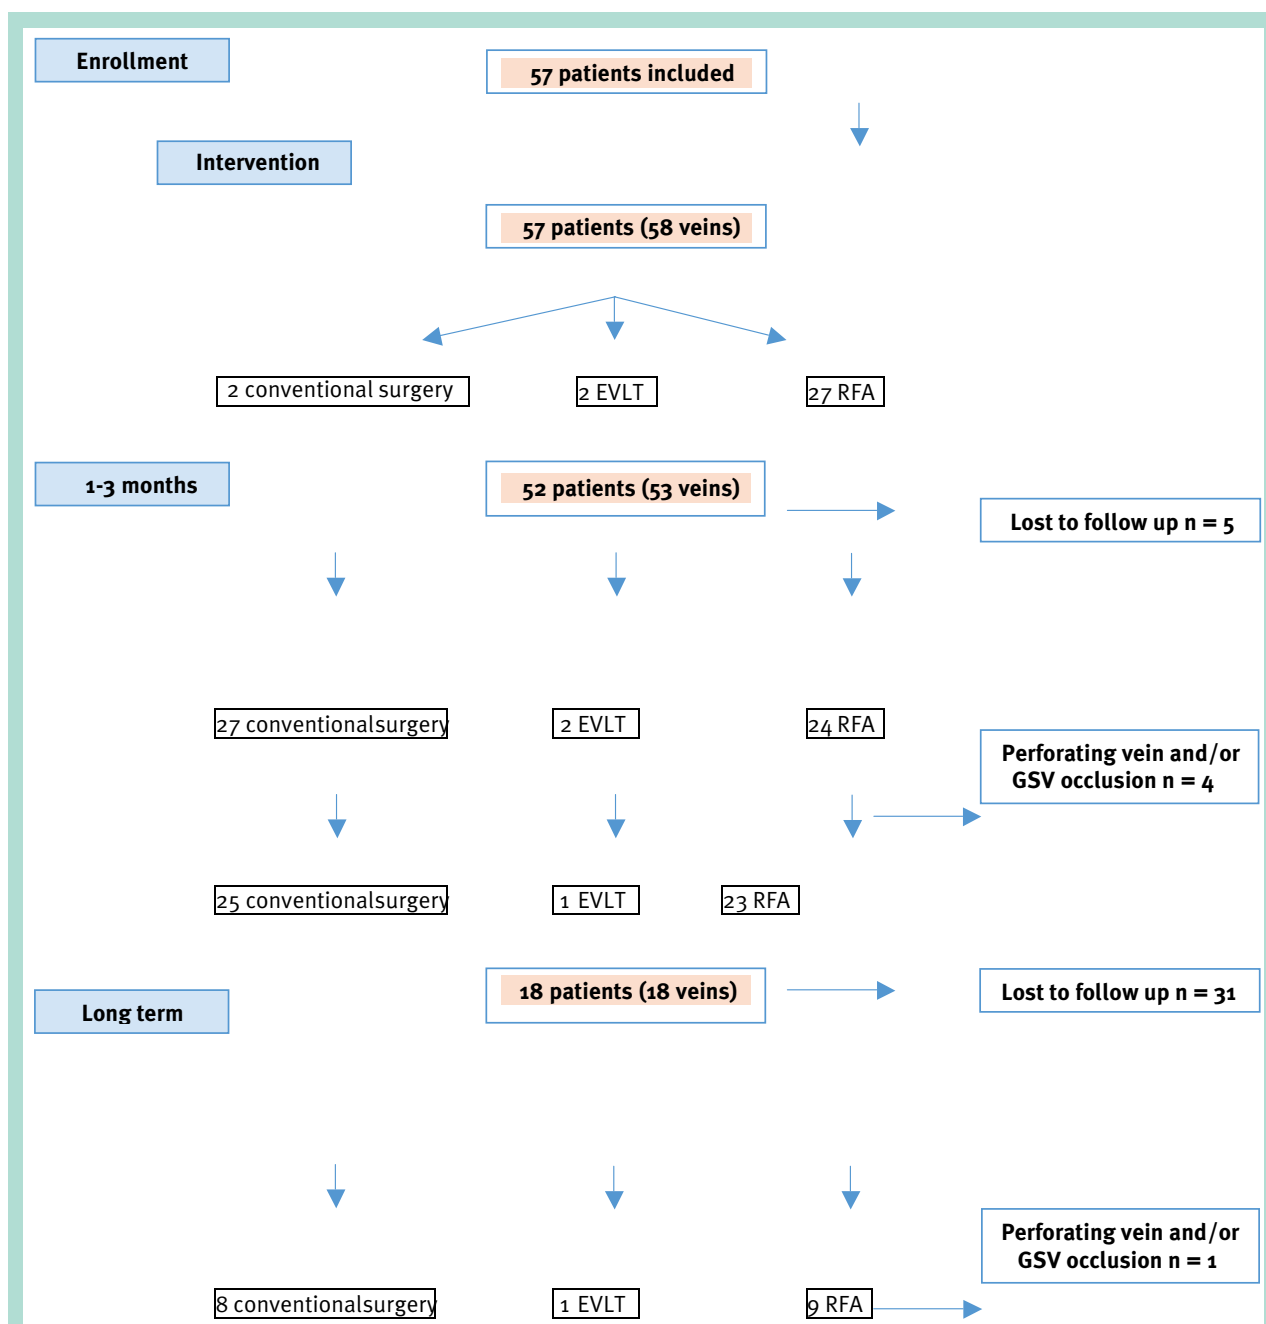 Enrollment
57 patients included
Intervention
57 patients (58 veins)
2 conventional surgery
2 EVLT
27 RFA
1-3 months
52 patients (53 veins)
Lost to follow up n = 5
27 conventionalsurgery
2 EVLT
24 RFA
Perforating vein and/or
GSV occlusion n = 4
25 conventionalsurgery
1 EVLT
23 RFA
Long term
18 patients (18 veins)
Lost to follow up n = 31
Perforating vein and/or
GSV occlusion n = 1
8 conventionalsurgery
1 EVLT
9 RFA